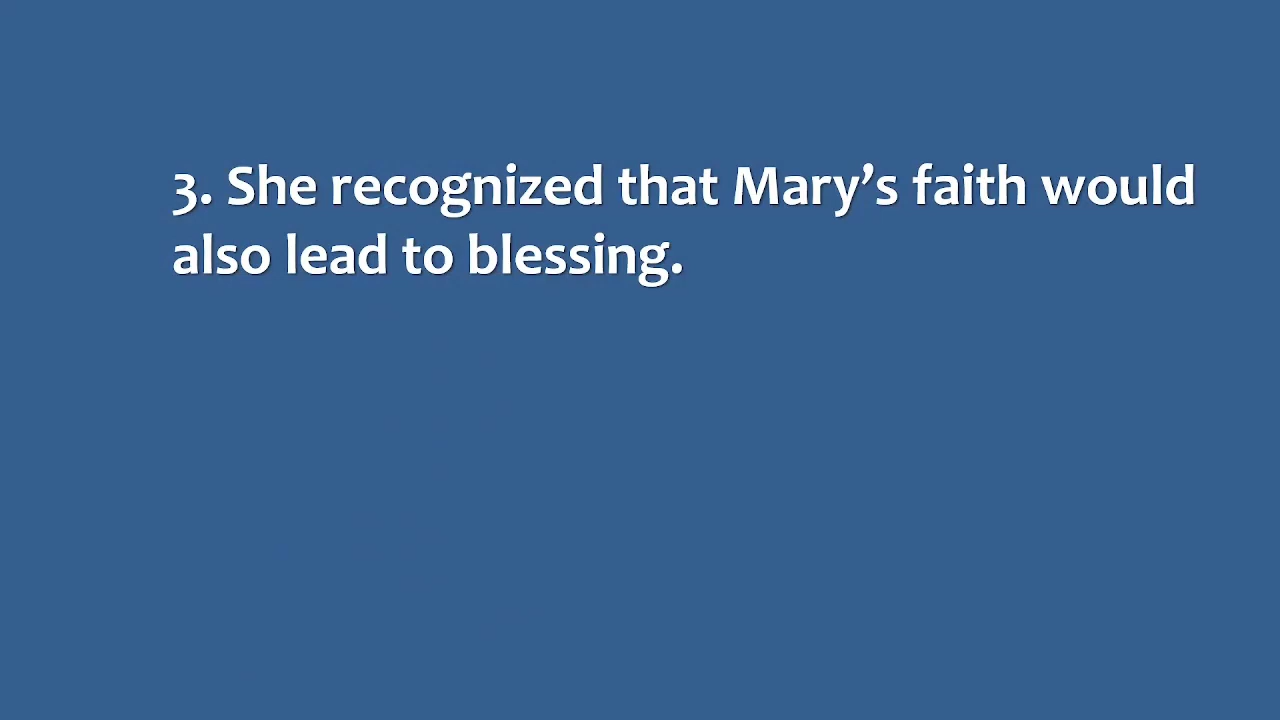 3. She recognized that Mary’s faith would
also lead to blessing.